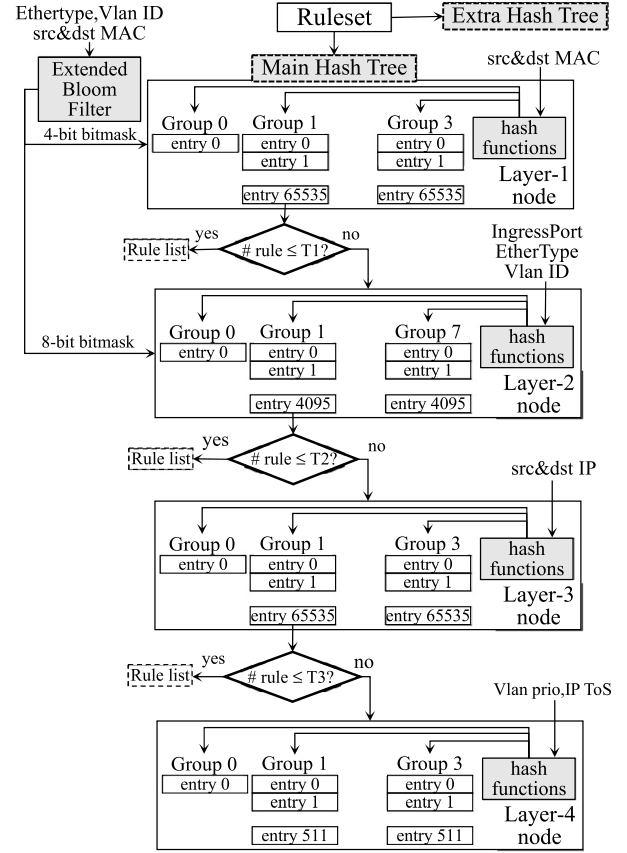 Ethertype,Vlan ID
src&dst MAC
Ruleset
Extra Hash Tree
Extended
Bloom
Filter
Main Hash Tree
src&dst MAC
4-bit bitmask
Group 0
entry 0
Group 1
entry 0
entry 1
entry 65535
Group 3
entry 0
entry 1
entry 65535
hash
functions
Layer-1
node
yes
no
Rule list
# rule ≤ T1?
IngressPort
EtherType
Vlan ID
8-bit bitmask
Group 0
entry 0
Group 1
entry 0
entry 1
entry 4095
Group 7
entry 0
entry 1
entry 4095
hash
functions
Layer-2
node
yes
no
Rule list
# rule ≤ T2?
src&dst IP
Group 0
entry 0
Group 1
entry 0
entry 1
entry 65535
Group 3
entry 0
entry 1
entry 65535
hash
functions
Layer-3
node
yes
no
Rule list
# rule ≤ T3?
Vlan prio,IP ToS
Group 0
entry 0
Group 1
entry 0
entry 1
entry 511
Group 3
entry 0
entry 1
entry 511
hash
functions
Layer-4
node